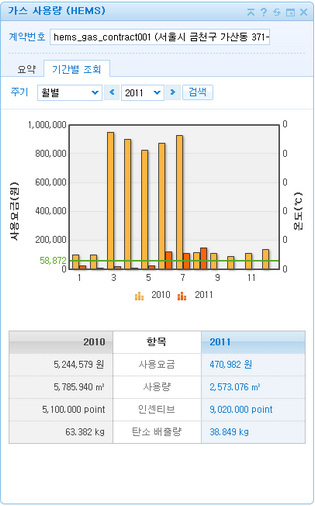 가스 사용량 (HEMS)
계약번호 hems_gas_contract001 (서울시 금천구 가산동 371-
요약 기간별 조회
주기 월별 2011 검색
1,000,000 0
800,000 0
600,000 0
400,000 0
200,000 0
58,872
0 0
사용요금(원)
온도(℃)
1 3 5 7 9 11
2010 2011
2010 항목 2011
5,244,579 원 사용요금 470,982 원
5,785.940 ㎥ 사용량 2,573.076 ㎥
5,100.000 point 인센티브 9,020.000 point
63.382 kg 탄소 배출량 38.849 kg